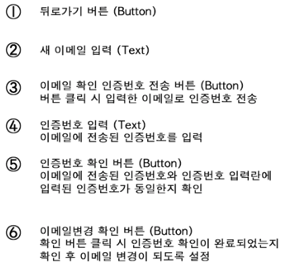 ① 뒤로가기 버튼 (Button)
② 새 이메일 입력 (Text)
③ 이메일 확인 인증번호 전송 버튼 (Button)
버튼 클릭 시 입력한 이메일로 인증번호 전송
④ 인증번호 입력 (Text)
이메일에 전송된 인증번호를 입력
⑤ 인증번호 확인 버튼 (Button)
이메일에 전송된 인증번호와 인증번호 입력란에
입력된 인증번호가 동일한지 확인
⑥ 이메일변경 확인 버튼 (Button)
확인 버튼 클릭 시 인증번호 확인이 완료되었는지
확인 후 이메일 변경이 되도록 설정